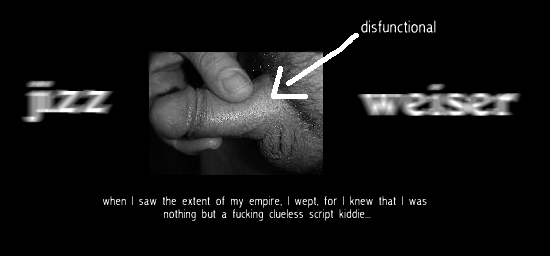 disfunctional
jizz
weiser
when I saw the extent of my empire, I wept, for I knew that I was
nothing but a fucking clueless script kiddie...